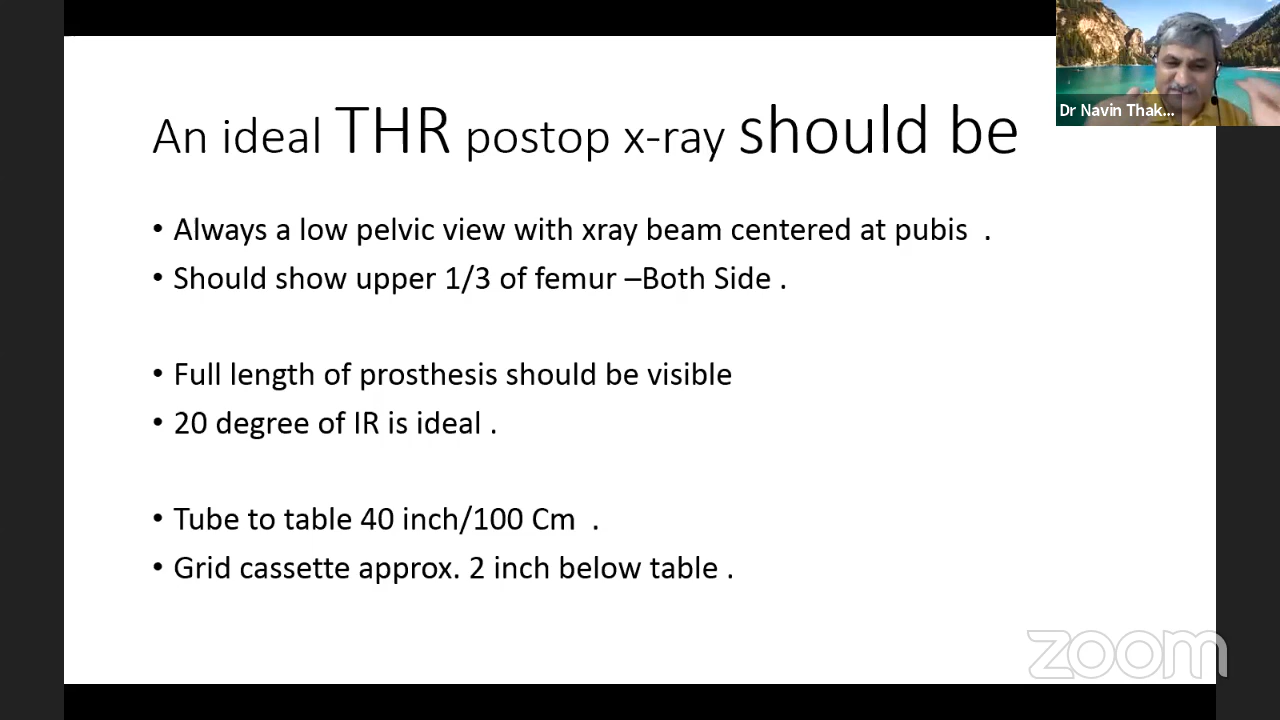 An ideal THR postop x-ray should be
• Always a low pelvic view with xray beam centered at pubis .
• Should show upper 1/3 of femur –Both Side .
• Full length of prosthesis should be visible
• 20 degree of IR is ideal .
• Tube to table 40 inch/100 Cm .
• Grid cassette approx. 2 inch below table .
Dr Navin Thak...
zoom